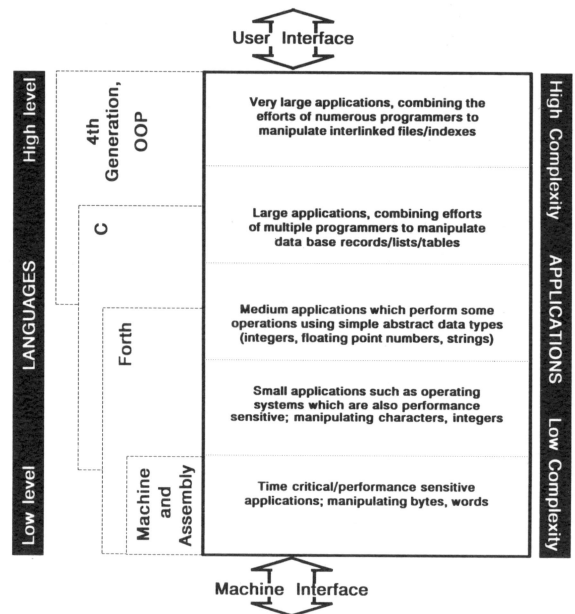 User Interface
High level
LANGUAGES
Low level
4th
Generation,
OOP
C
Forth
Machine
and
Assembly
Very large applications, combining the
efforts of numerous programmers to
manipulate interlinked files/indexes
Large applications, combining efforts
of multiple programmers to manipulate
data base records/lists/tables
Medium applications which perform some
operations using simple abstract data types
(integers, floating point numbers, strings)
Small applications such as operating
systems which are also performance
sensitive; manipulating characters, integers
Time critical/performance sensitive
applications; manipulating bytes, words
High Complexity
APPLICATIONS
Low Complexity
Machine Interface